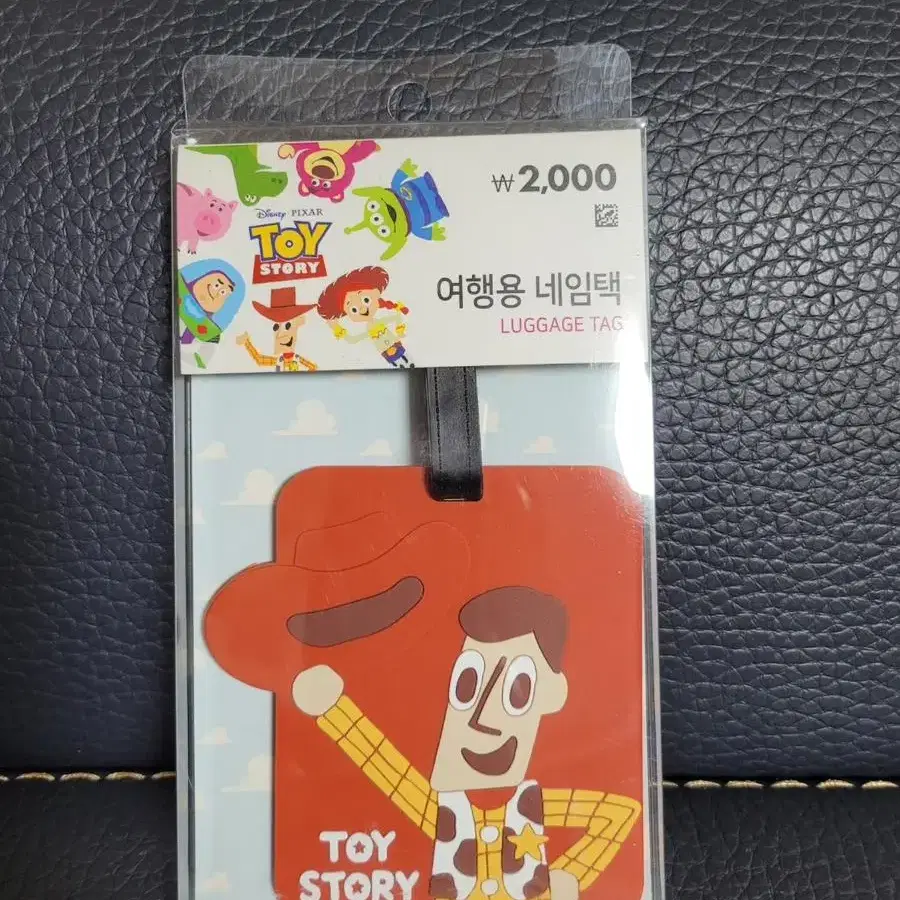 ₩2,000
Disney PIXAR
TOY
STORY
여행용 네임택
LUGGAGE TAG
TOY
STORY